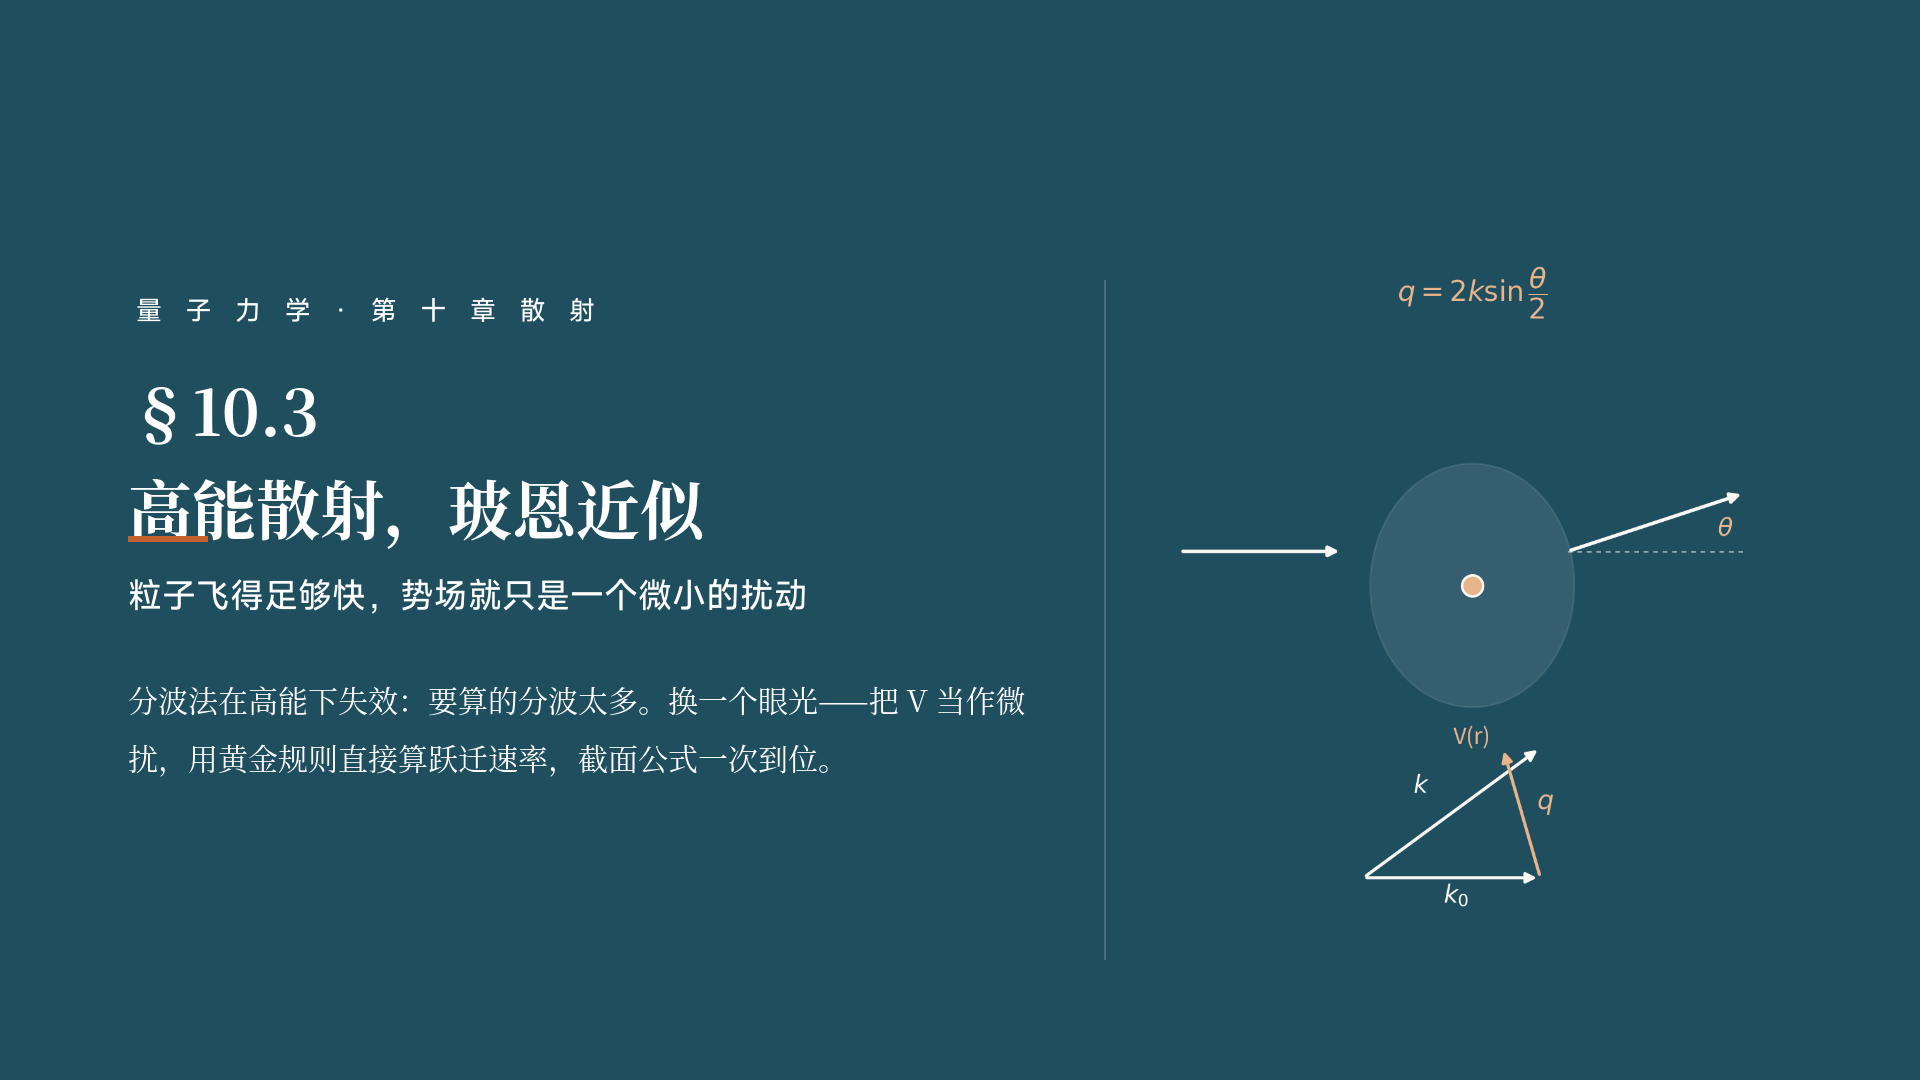 量子力学·第十章散射
§10.3
高能散射，玻恩近似
粒子飞得足够快，势场就只是一个微小的扰动
分波法在高能下失效：要算的分波太多。换一个眼光——把 V 当作微
扰，用黄金规则直接算跃迁速率，截面公式一次到位。
q = 2k sin θ/2
θ
V(r)
k
q
k₀